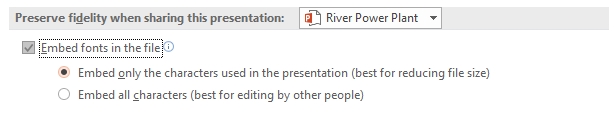 Preserve fidelity when sharing this presentation: River Power Plant
Embed fonts in the file
Embed only the characters used in the presentation (best for reducing file size)
Embed all characters (best for editing by other people)